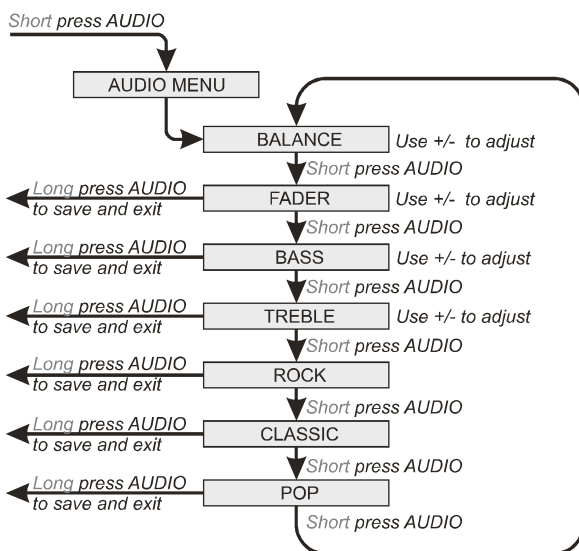 Short press AUDIO
AUDIO MENU
BALANCE Use +/- to adjust
Short press AUDIO
Long press AUDIO
to save and exit
FADER Use +/- to adjust
Short press AUDIO
Long press AUDIO
to save and exit
BASS Use +/- to adjust
Short press AUDIO
Long press AUDIO
to save and exit
TREBLE Use +/- to adjust
Short press AUDIO
Long press AUDIO
to save and exit
ROCK
Short press AUDIO
Long press AUDIO
to save and exit
CLASSIC
Short press AUDIO
Long press AUDIO
to save and exit
POP
Short press AUDIO